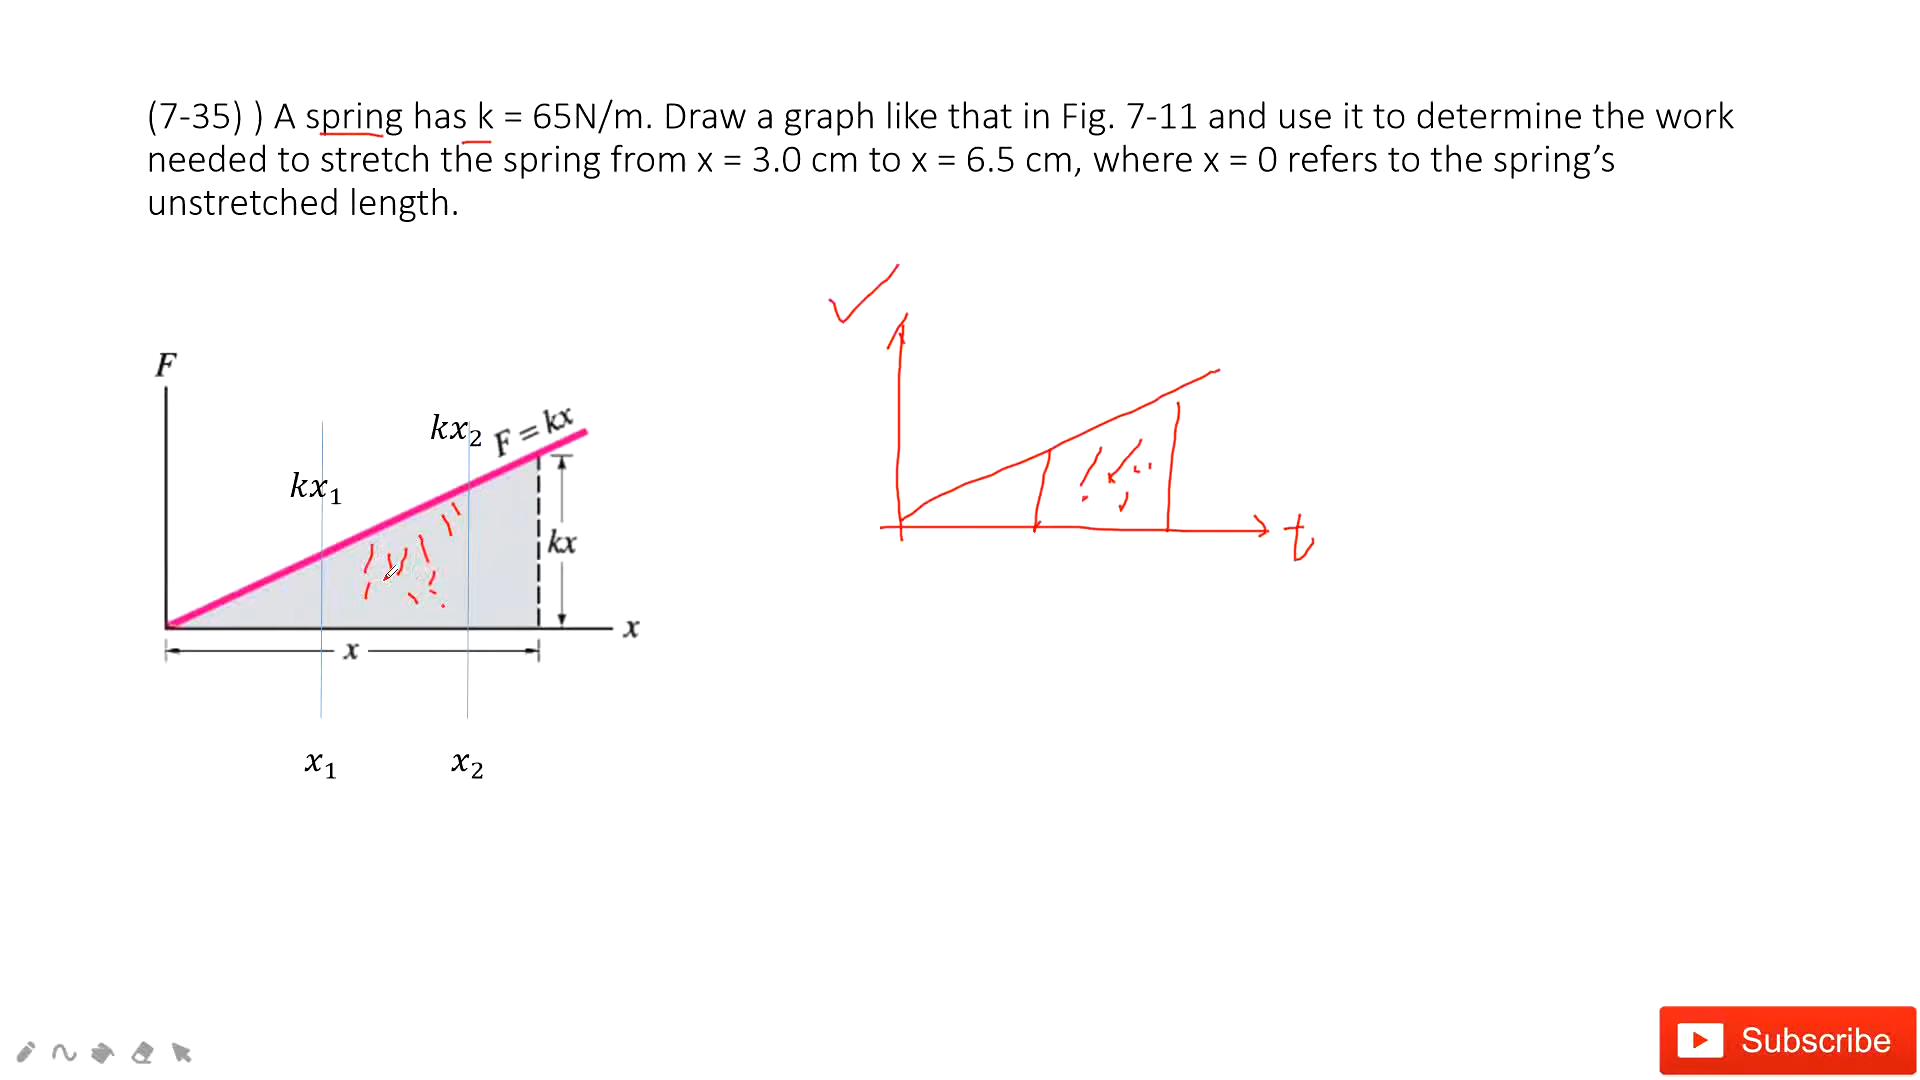 (7-35) ) A spring has k = 65N/m. Draw a graph like that in Fig. 7-11 and use it to determine the work
needed to stretch the spring from x = 3.0 cm to x = 6.5 cm, where x = 0 refers to the spring’s
unstretched length.
F
kx₂
F = kx
kx₁
kx
x
x
x₁
x₂
t
Subscribe